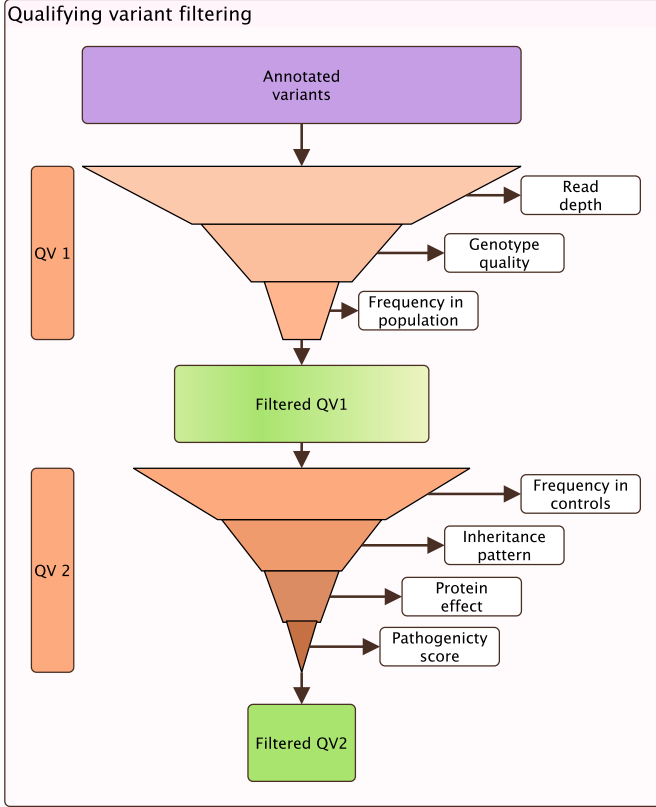 Qualifying variant filtering
Annotated
variants
QV 1
Read
depth
Genotype
quality
Frequency in
population
Filtered QV1
QV 2
Frequency in
controls
Inheritance
pattern
Protein
effect
Pathogenicty
score
Filtered QV2